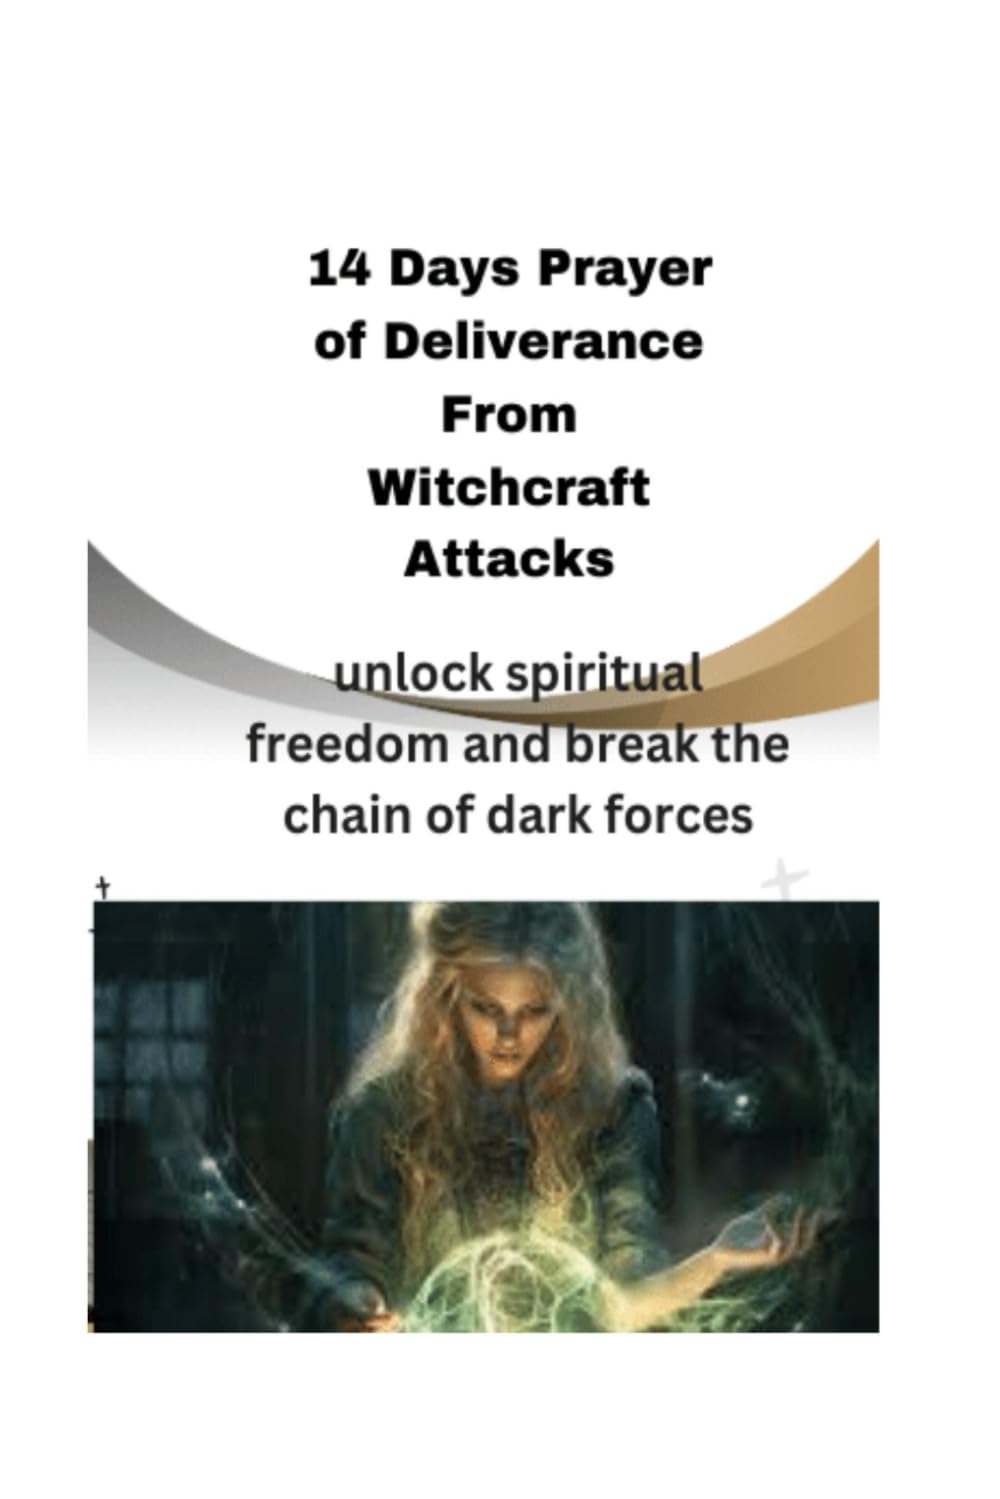 14 Days Prayer
of Deliverance
From
Witchcraft
Attacks
unlock spiritual
freedom and break the
chain of dark forces